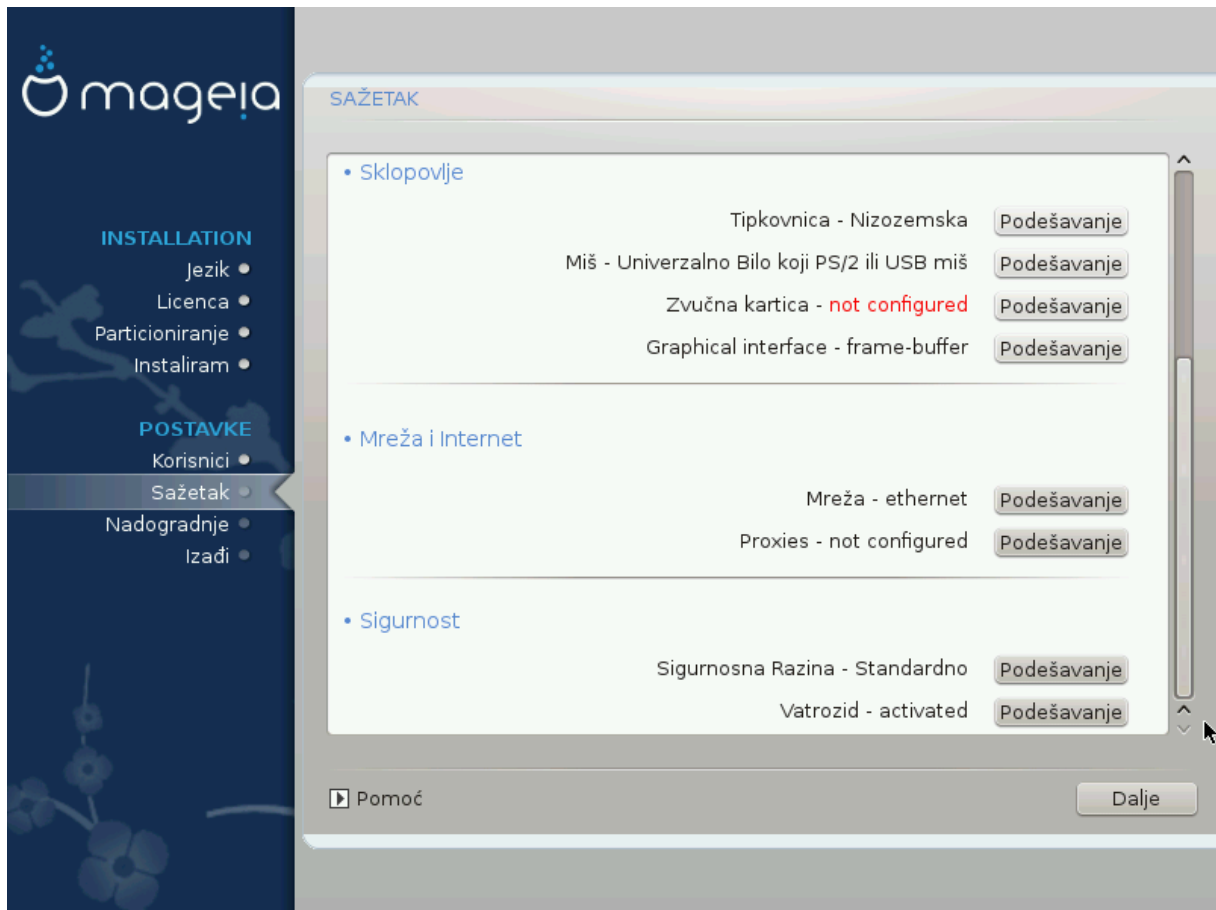 mageia
INSTALLATION
Jezik
Licenca
Particioniranje
Instaliram
POSTAVKE
Korisnici
Sažetak
Nadogradnje
Izađi
SAŽETAK
• Sklopovlje
Tipkovnica - Nizozemska Podešavanje
Miš - Univerzalno Bilo koji PS/2 ili USB miš Podešavanje
Zvučna kartica - not configured Podešavanje
Graphical interface - frame-buffer Podešavanje
• Mreža i Internet
Mreža - ethernet Podešavanje
Proxies - not configured Podešavanje
• Sigurnost
Sigurnosna Razina - Standardno Podešavanje
Vatrozid - activated Podešavanje
Pomoć
Dalje